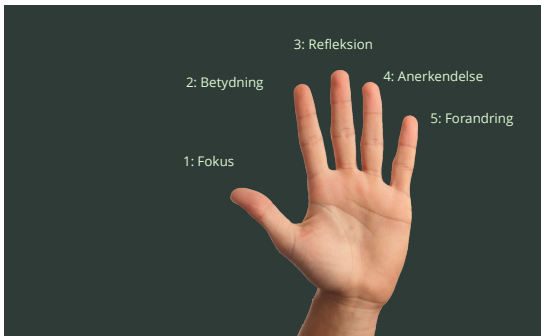 1: Fokus
2: Betydning
3: Refleksion
4: Anerkendelse
5: Forandring